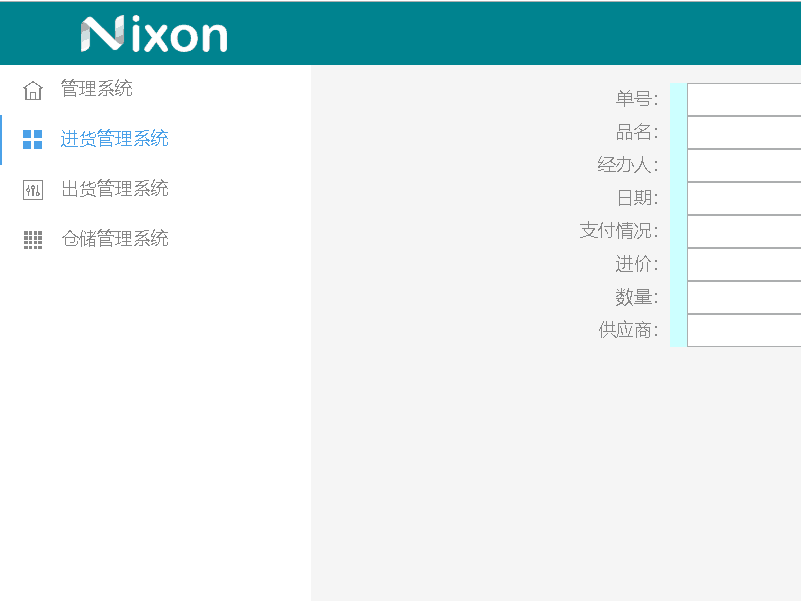 Nixon
管理系统
进货管理系统
出货管理系统
仓储管理系统
单号：
品名：
经办人：
日期：
支付情况：
进价：
数量：
供应商：